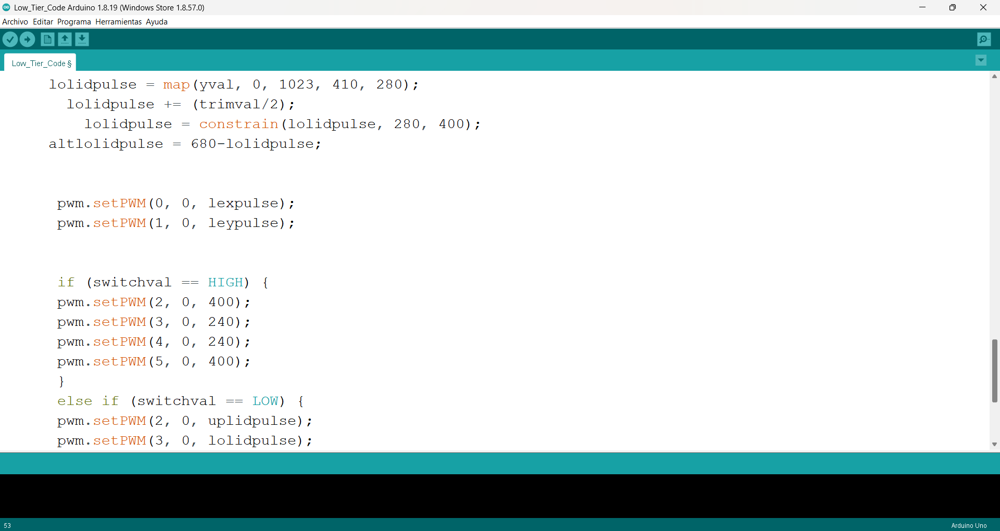 Low_Tier_Code Arduino 1.8.19 (Windows Store 1.8.57.0)
Archivo Editar Programa Herramientas Ayuda
Low_Tier_Code §
lolidpulse = map(yval, 0, 1023, 410, 280);
lolidpulse += (trimval/2);
lolidpulse = constrain(lolidpulse, 280, 400);
altlolidpulse = 680-lolidpulse;
pwm.setPWM(0, 0, lexpulse);
pwm.setPWM(1, 0, leypulse);
if (switchval == HIGH) {
pwm.setPWM(2, 0, 400);
pwm.setPWM(3, 0, 240);
pwm.setPWM(4, 0, 240);
pwm.setPWM(5, 0, 400);
}
else if (switchval == LOW) {
pwm.setPWM(2, 0, uplidpulse);
pwm.setPWM(3, 0, lolidpulse);
53
Arduino Uno